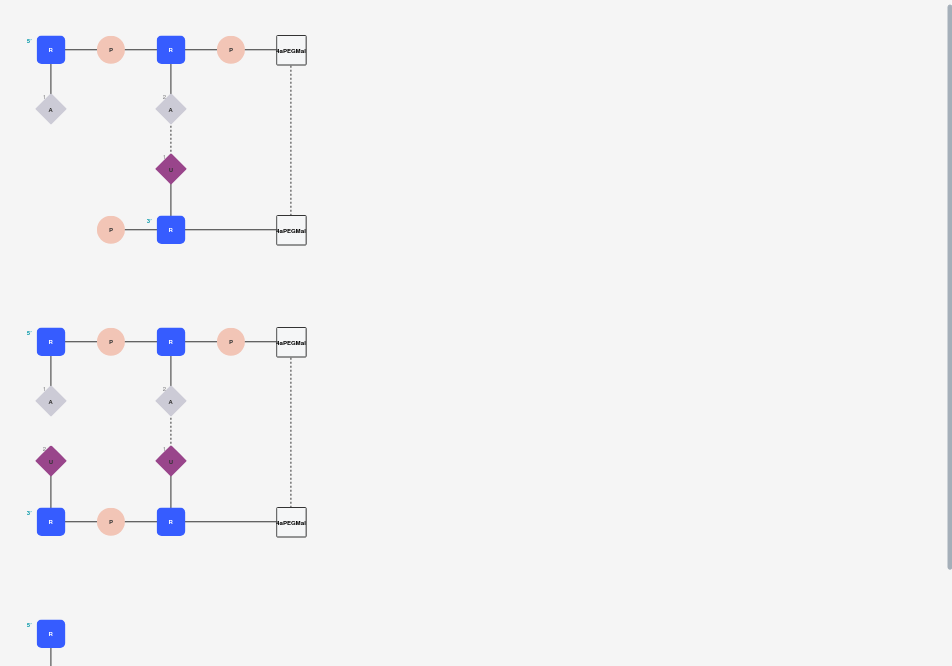 5' R P R P 4aPEGMal
1 A 2 A
1 U
P 3' R 4aPEGMal
5' R P R P 4aPEGMal
1 A 2 A
2 U 1 U
3' R P R 4aPEGMal
5' R